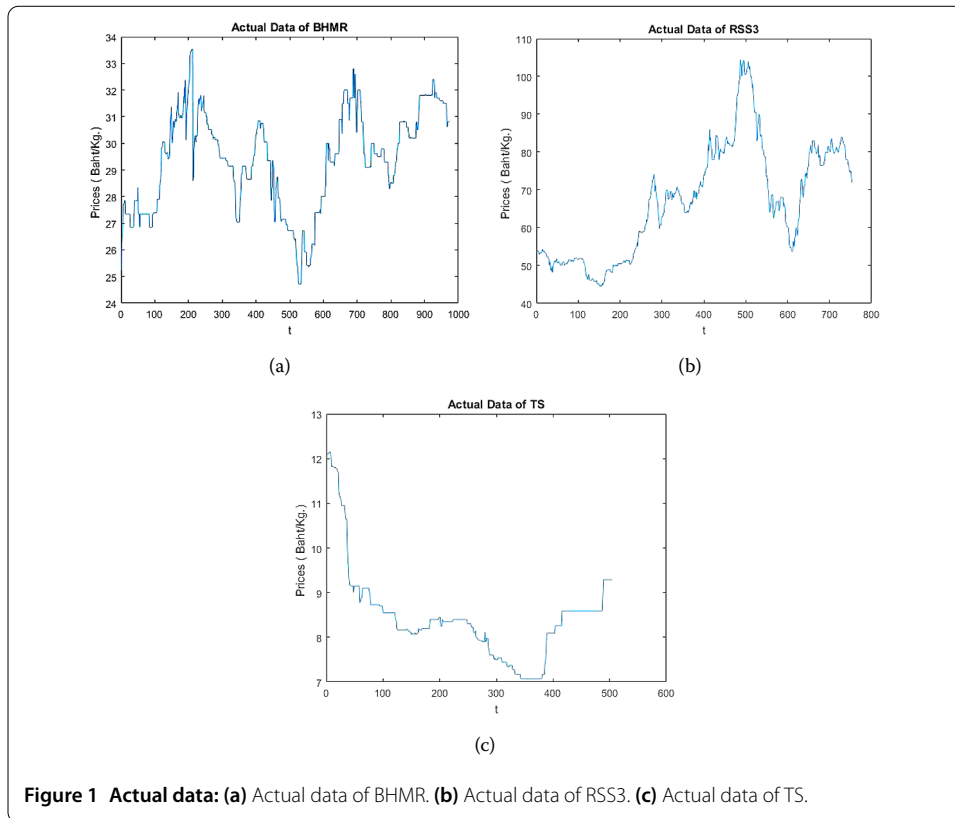 Actual Data of BHMR
34
33
32
31
30
29
28
27
26
25
24
Prices ( Baht/Kg.)
0 100 200 300 400 500 600 700 800 900 1000
t
(a)
Actual Data of RSS3
110
100
90
80
70
60
50
40
Prices ( Baht/Kg.)
0 100 200 300 400 500 600 700 800
t
(b)
Actual Data of TS
13
12
11
10
9
8
7
Prices ( Baht/Kg.)
0 100 200 300 400 500 600
t
(c)
Figure 1 Actual data: (a) Actual data of BHMR. (b) Actual data of RSS3. (c) Actual data of TS.